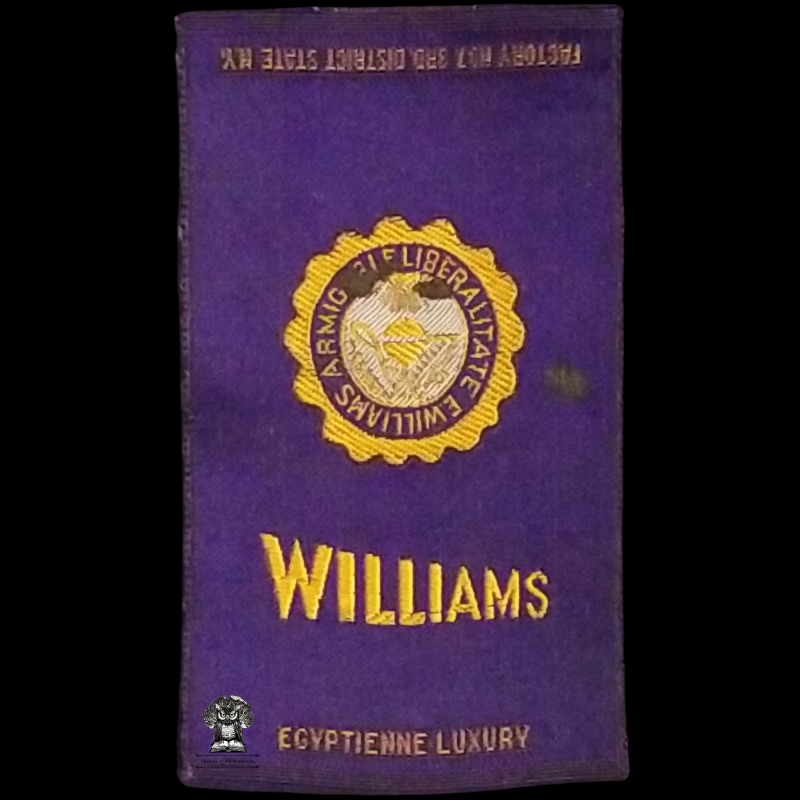 FACTORY NO. 7. 3RD. DISTRICT STATE N.Y.
E LIBERALITATE E. WILLIAMS ARMIG
WILLIAMS
EGYPTIENNE LUXURY